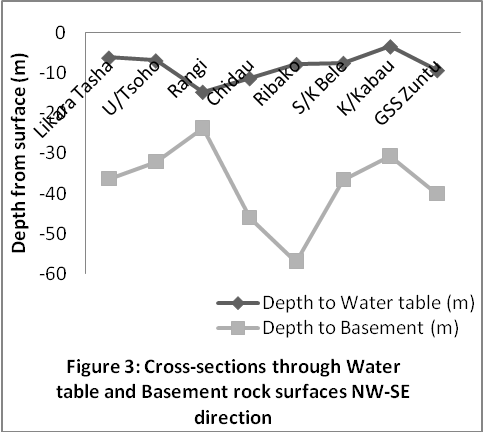 0
-10
-20
-30
-40
-50
-60
Depth from surface (m)
Likara Tasha
U/Tsoho
Rangi
Chidau
Ribako
S/K Bele
K/Kabau
GSS Zuntu
Depth to Water table (m)
Depth to Basement (m)
Figure 3: Cross-sections through Water
table and Basement rock surfaces NW-SE
direction